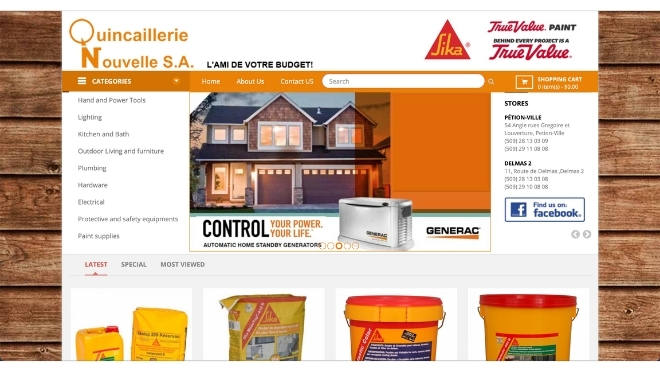 Quincaillerie
Nouvelle S.A.
L'AMI DE VOTRE BUDGET!
Sika
True Value. PAINT
BEHIND EVERY PROJECT IS A
True Value.
CATEGORIES
Home
About Us
Contact US
Search
SHOPPING CART
0 item(s) - $0.00
Hand and Power Tools
Lighting
Kitchen and Bath
Outdoor Living and furniture
Plumbing
Hardware
Electrical
Protective and safety equipments
Paint supplies
CONTROL YOUR POWER. YOUR LIFE.
AUTOMATIC HOME STANDBY GENERATORS
GENERAC
STORES
PÉTION-VILLE
54 Angle rues Gregoire et
Louverture, Petion-Ville
(509) 28 13 03 09
(509) 29 11 08 08
DELMAS 2
11, Route de Delmas ,Delmas 2
(509) 28 13 03 08
(509) 29 10 08 08
Find us on:
facebook
LATEST
SPECIAL
MOST VIEWED